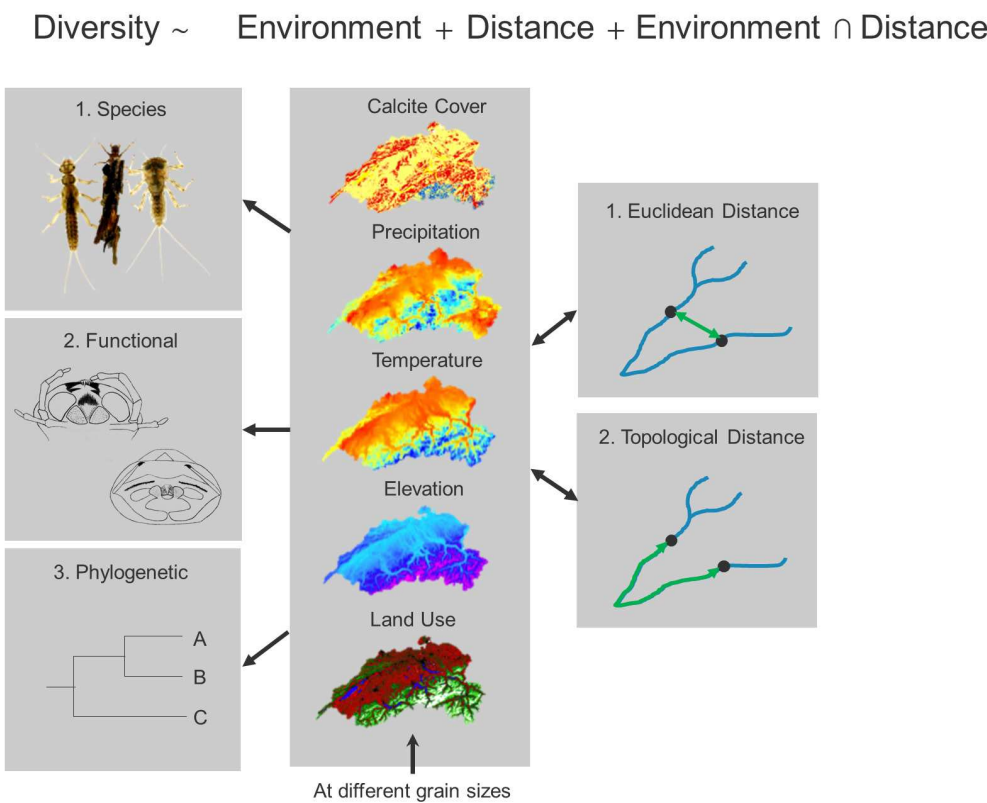 Diversity ~ Environment + Distance + Environment ∩ Distance
1. Species
2. Functional
3. Phylogenetic
A
B
C
Calcite Cover
Precipitation
Temperature
Elevation
Land Use
At different grain sizes
1. Euclidean Distance
2. Topological Distance